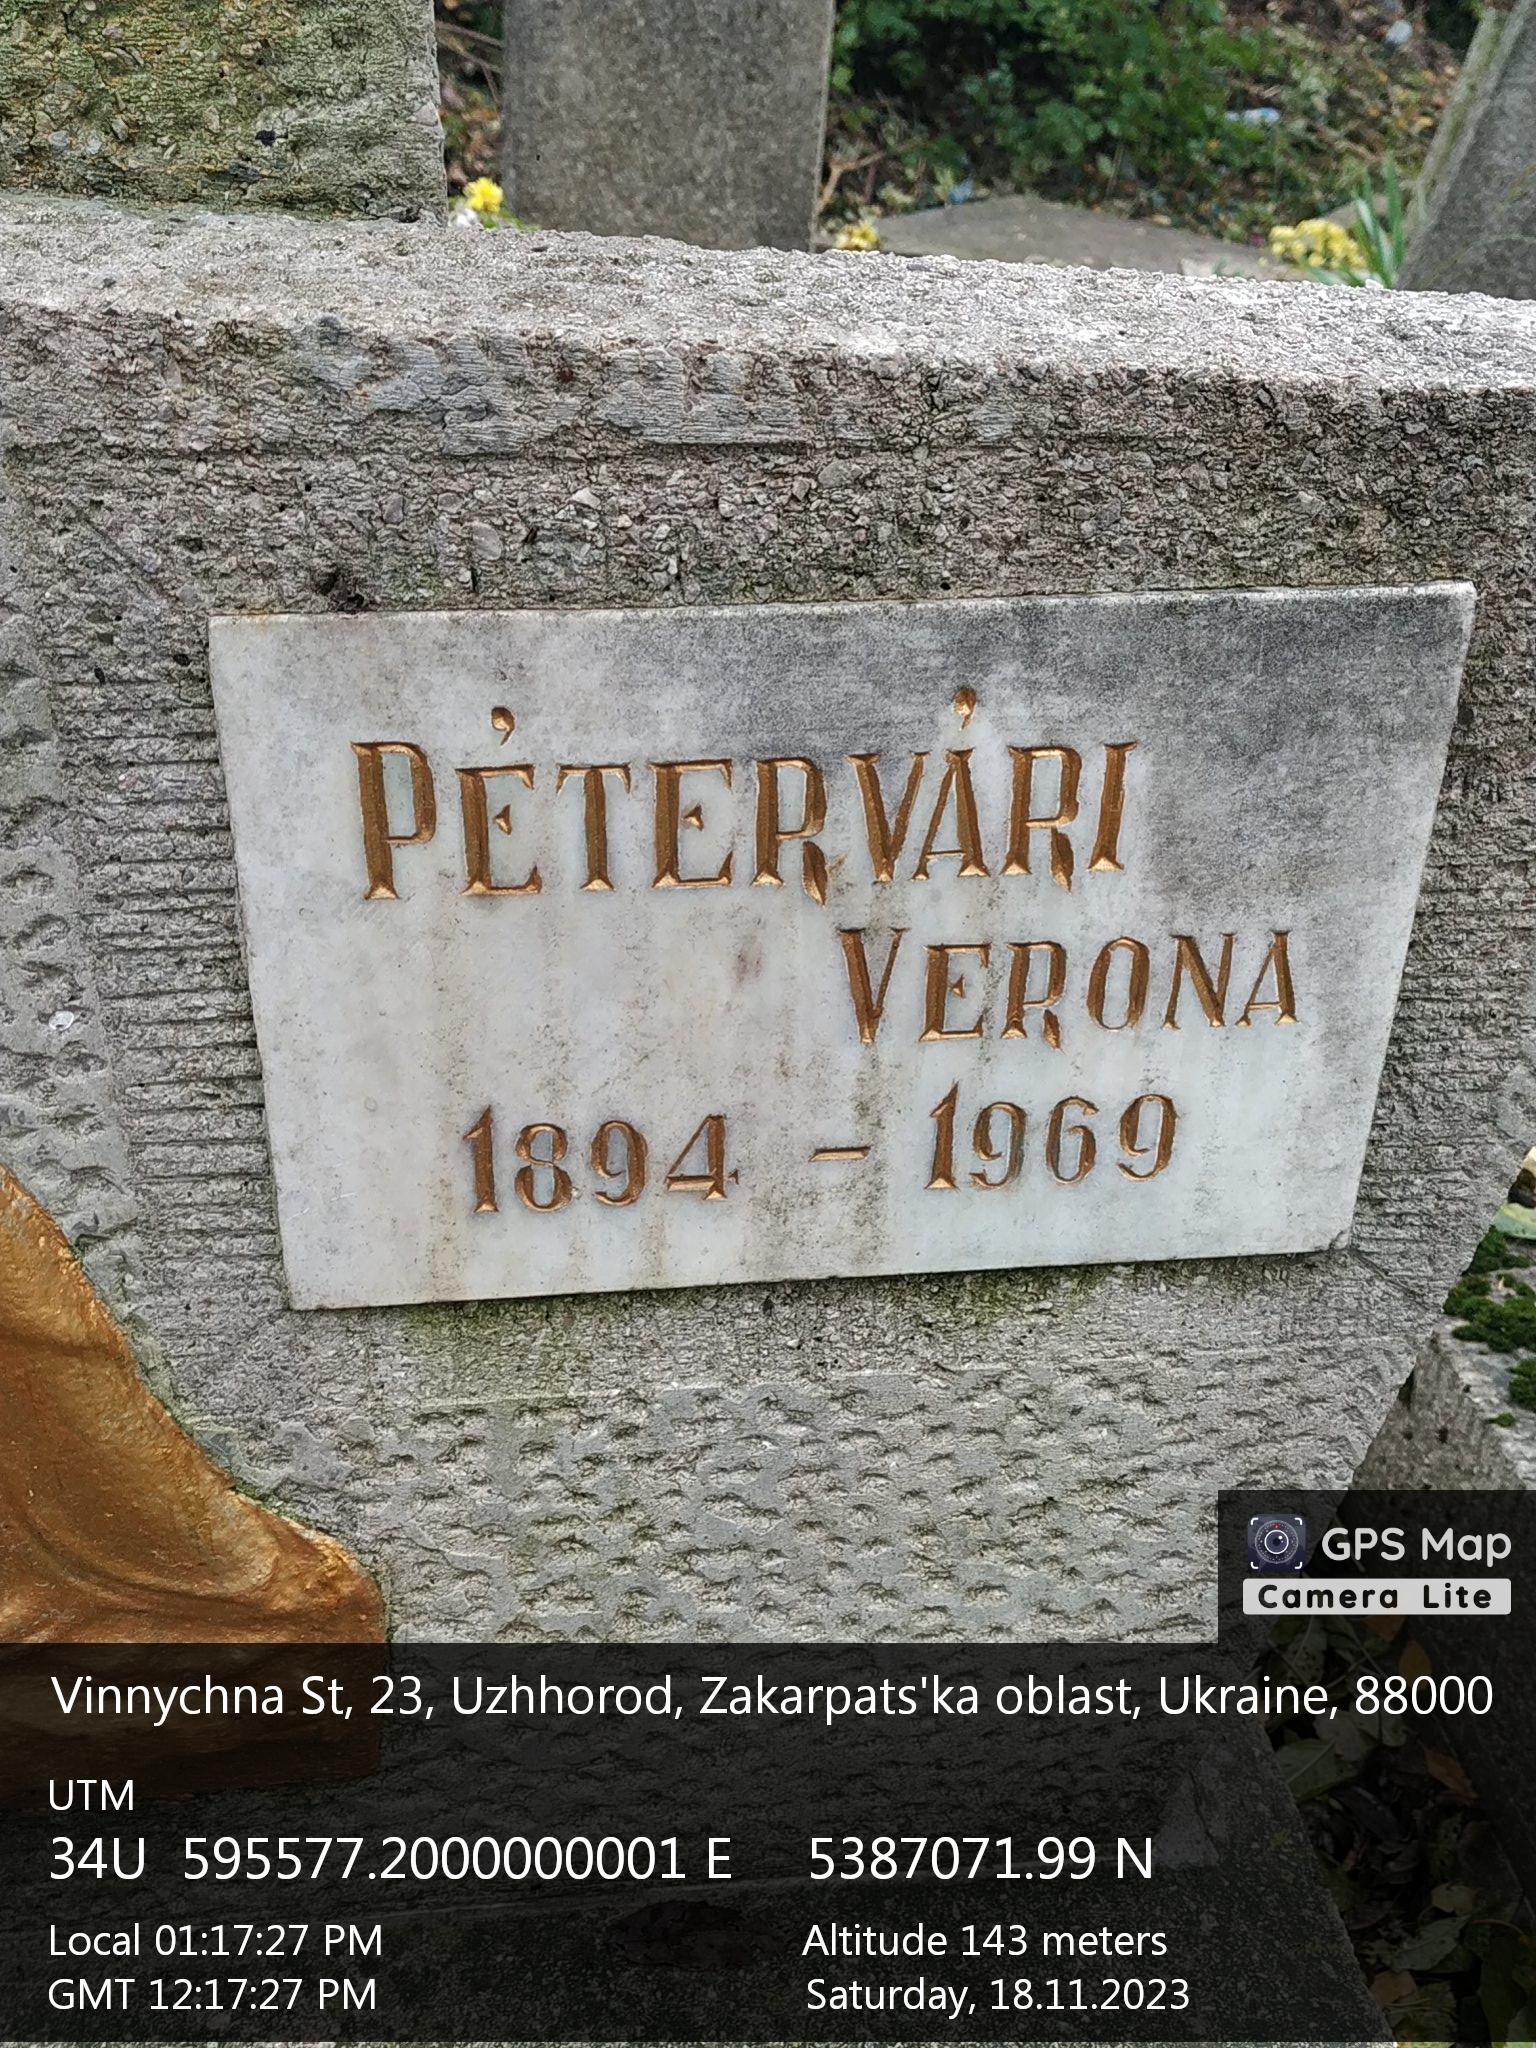 PÉTERVÁRI
VERONA
1894 - 1969
GPS Map
Camera Lite
Vinnychna St, 23, Uzhhorod, Zakarpats'ka oblast, Ukraine, 88000
UTM
34U 595577.2000000001 E 5387071.99 N
Local 01:17:27 PM Altitude 143 meters
GMT 12:17:27 PM Saturday, 18.11.2023